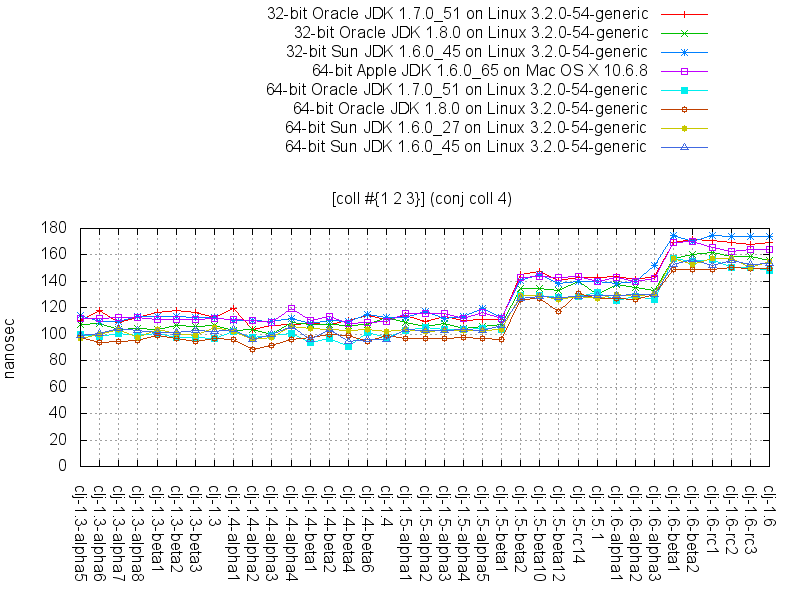 32-bit Oracle JDK 1.7.0_51 on Linux 3.2.0-54-generic
32-bit Oracle JDK 1.8.0 on Linux 3.2.0-54-generic
32-bit Sun JDK 1.6.0_45 on Linux 3.2.0-54-generic
64-bit Apple JDK 1.6.0_65 on Mac OS X 10.6.8
64-bit Oracle JDK 1.7.0_51 on Linux 3.2.0-54-generic
64-bit Oracle JDK 1.8.0 on Linux 3.2.0-54-generic
64-bit Sun JDK 1.6.0_27 on Linux 3.2.0-54-generic
64-bit Sun JDK 1.6.0_45 on Linux 3.2.0-54-generic
[coll #{1 2 3}] (conj coll 4)
nanosec
180
160
140
120
100
80
60
40
20
0
clj-1.3-alpha5
clj-1.3-alpha6
clj-1.3-alpha7
clj-1.3-alpha8
clj-1.3-beta1
clj-1.3-beta2
clj-1.3-beta3
clj-1.3
clj-1.4-alpha1
clj-1.4-alpha2
clj-1.4-alpha3
clj-1.4-alpha4
clj-1.4-beta1
clj-1.4-beta2
clj-1.4-beta4
clj-1.4-beta6
clj-1.4
clj-1.5-alpha1
clj-1.5-alpha2
clj-1.5-alpha3
clj-1.5-alpha4
clj-1.5-alpha5
clj-1.5-beta1
clj-1.5-beta2
clj-1.5-beta10
clj-1.5-beta12
clj-1.5-rc14
clj-1.5.1
clj-1.6-alpha1
clj-1.6-alpha2
clj-1.6-alpha3
clj-1.6-beta1
clj-1.6-beta2
clj-1.6-rc1
clj-1.6-rc2
clj-1.6-rc3
clj-1.6